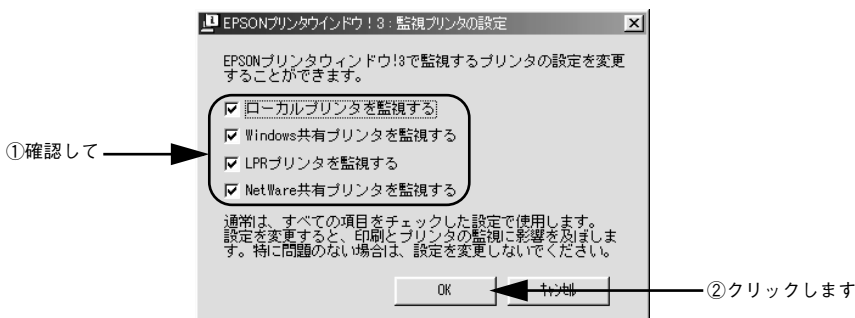 EPSONプリンタウインドウ!3:監視プリンタの設定
EPSONプリンタウィンドウ!3で監視するプリンタの設定を変更
することができます。
ローカルプリンタを監視する
Windows共有プリンタを監視する
①確認して
LPRプリンタを監視する
NetWare共有プリンタを監視する
通常は、すべての項目をチェックした設定で使用します。
設定を変更すると、印刷とプリンタの監視に影響を及ぼしま
す。特に問題のない場合は、設定を変更しないでください。
OK
キャンセル
②クリックします